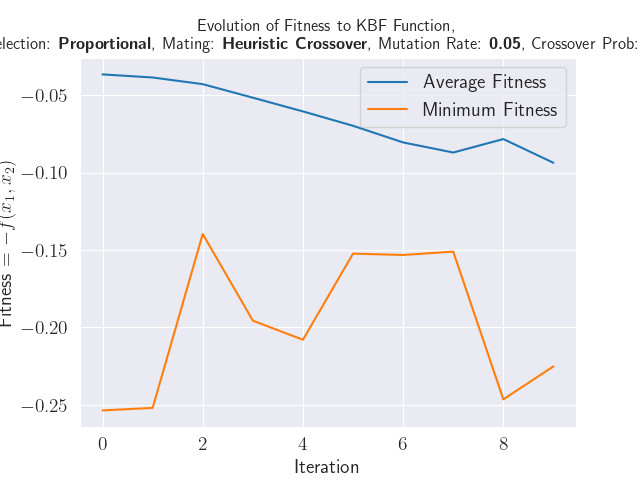 Evolution of Fitness to KBF Function,
election: Proportional, Mating: Heuristic Crossover, Mutation Rate: 0.05, Crossover Prob:
Average Fitness
Minimum Fitness
Fitness = −f(x₁, x₂)
−0.05
−0.10
−0.15
−0.20
−0.25
0 2 4 6 8
Iteration